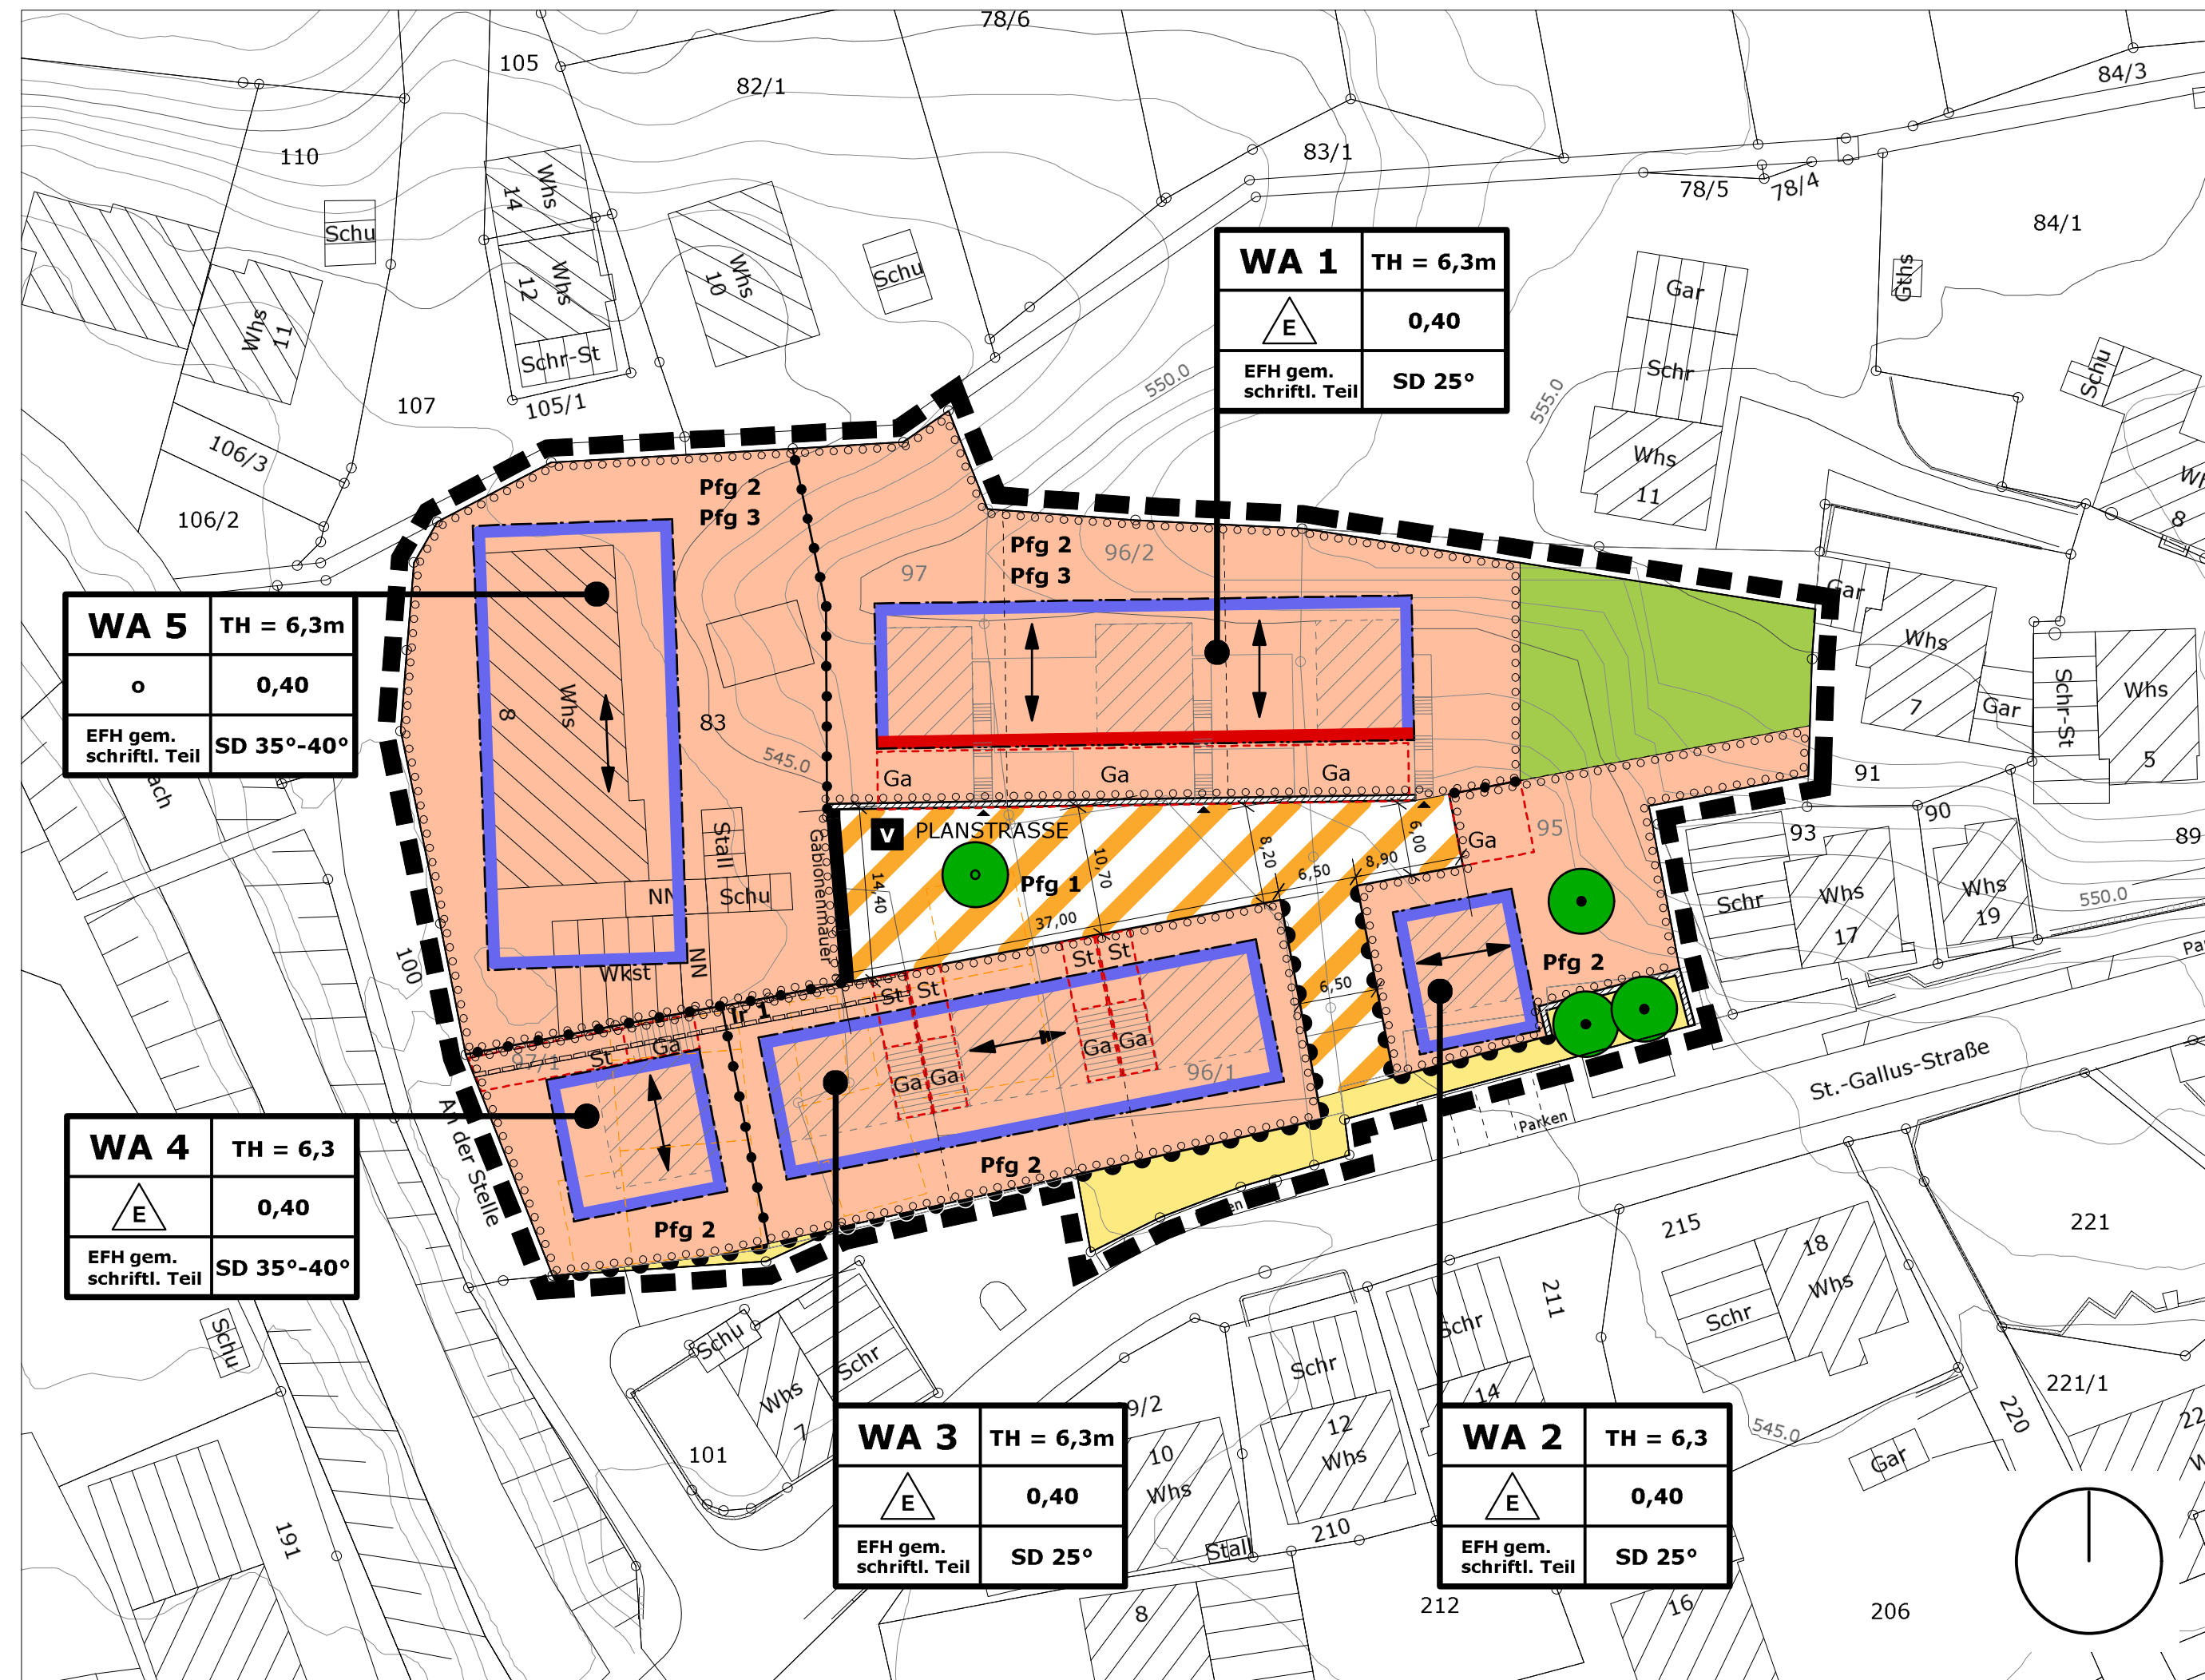 78/6
105
82/1
84/3
110
83/1
78/5
78/4
84/1
Whs
14
Schu
Whs
12
Whs
10
Schu
Gths
Gar
Schr
Whs
11
Whs
11
Schr-St
105/1
107
106/3
106/2
550.0
555.0
Schu
8
WA 1
TH = 6,3m
E
0,40
EFH gem.
schriftl. Teil
SD 25°
Pfg 2
Pfg 3
Pfg 2
Pfg 3
97
96/2
WA 5
TH = 6,3m
o
0,40
EFH gem.
schriftl. Teil
SD 35°-40°
Whs
8
83
545.0
Ga
Ga
Ga
Gar
Whs
7
Gar
Schr-St
Whs
5
91
90
93
89
Schr
Whs
17
Whs
19
550.0
V
PLANSTRASSE
Pfg 1
14,40
10,70
8,20
6,50
8,90
6,00
37,00
6,50
Ga
95
Pfg 2
Gabionenmauer
Stall
NN
Schu
NN
Wkst
100
lr 1
St
St
St
St
Ga
Ga
Ga
Ga
96/1
97/1
St
Ga
An der Stelle
Pfg 2
Pfg 2
St.-Gallus-Straße
Parken
WA 4
TH = 6,3
E
0,40
EFH gem.
schriftl. Teil
SD 35°-40°
Schu
Schu
Schr
Whs
7
101
191
WA 3
TH = 6,3m
E
0,40
EFH gem.
schriftl. Teil
SD 25°
10
Whs
Schr
12
Whs
Schr
14
211
215
18
Whs
Schr
221
221/1
220
545.0
Gar
WA 2
TH = 6,3
E
0,40
EFH gem.
schriftl. Teil
SD 25°
Stall
210
8
212
16
206